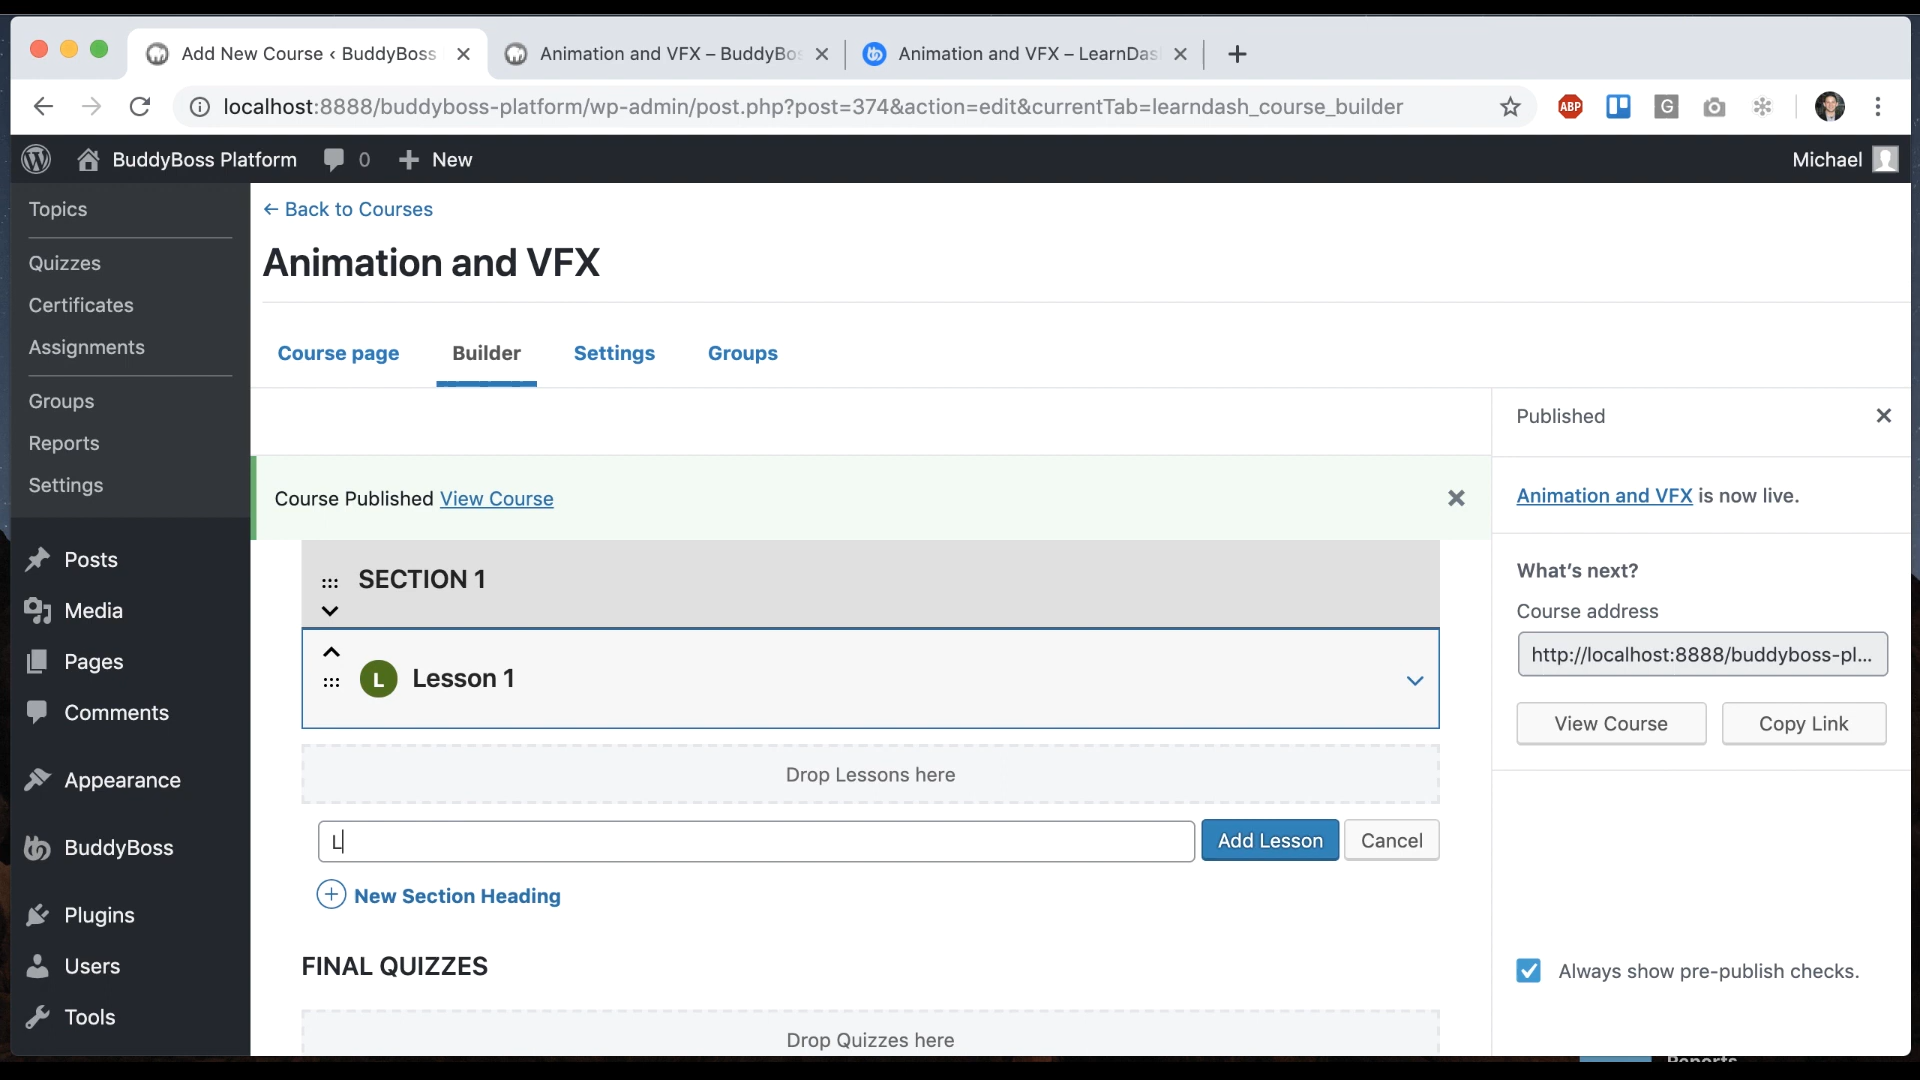 Add New Course ‹ BuddyBoss
Animation and VFX – BuddyBos
Animation and VFX – LearnDas
localhost:8888/buddyboss-platform/wp-admin/post.php?post=374&action=edit&currentTab=learndash_course_builder
ABP
G
BuddyBoss Platform
0
New
Michael
Topics
Quizzes
Certificates
Assignments
Groups
Reports
Settings
Posts
Media
Pages
Comments
Appearance
BuddyBoss
Plugins
Users
Tools
← Back to Courses
Animation and VFX
Course page
Builder
Settings
Groups
Course Published View Course
SECTION 1
L
Lesson 1
Drop Lessons here
L
Add Lesson
Cancel
New Section Heading
FINAL QUIZZES
Drop Quizzes here
Published
Animation and VFX is now live.
What's next?
Course address
http://localhost:8888/buddyboss-pl...
View Course
Copy Link
Always show pre-publish checks.
Reports